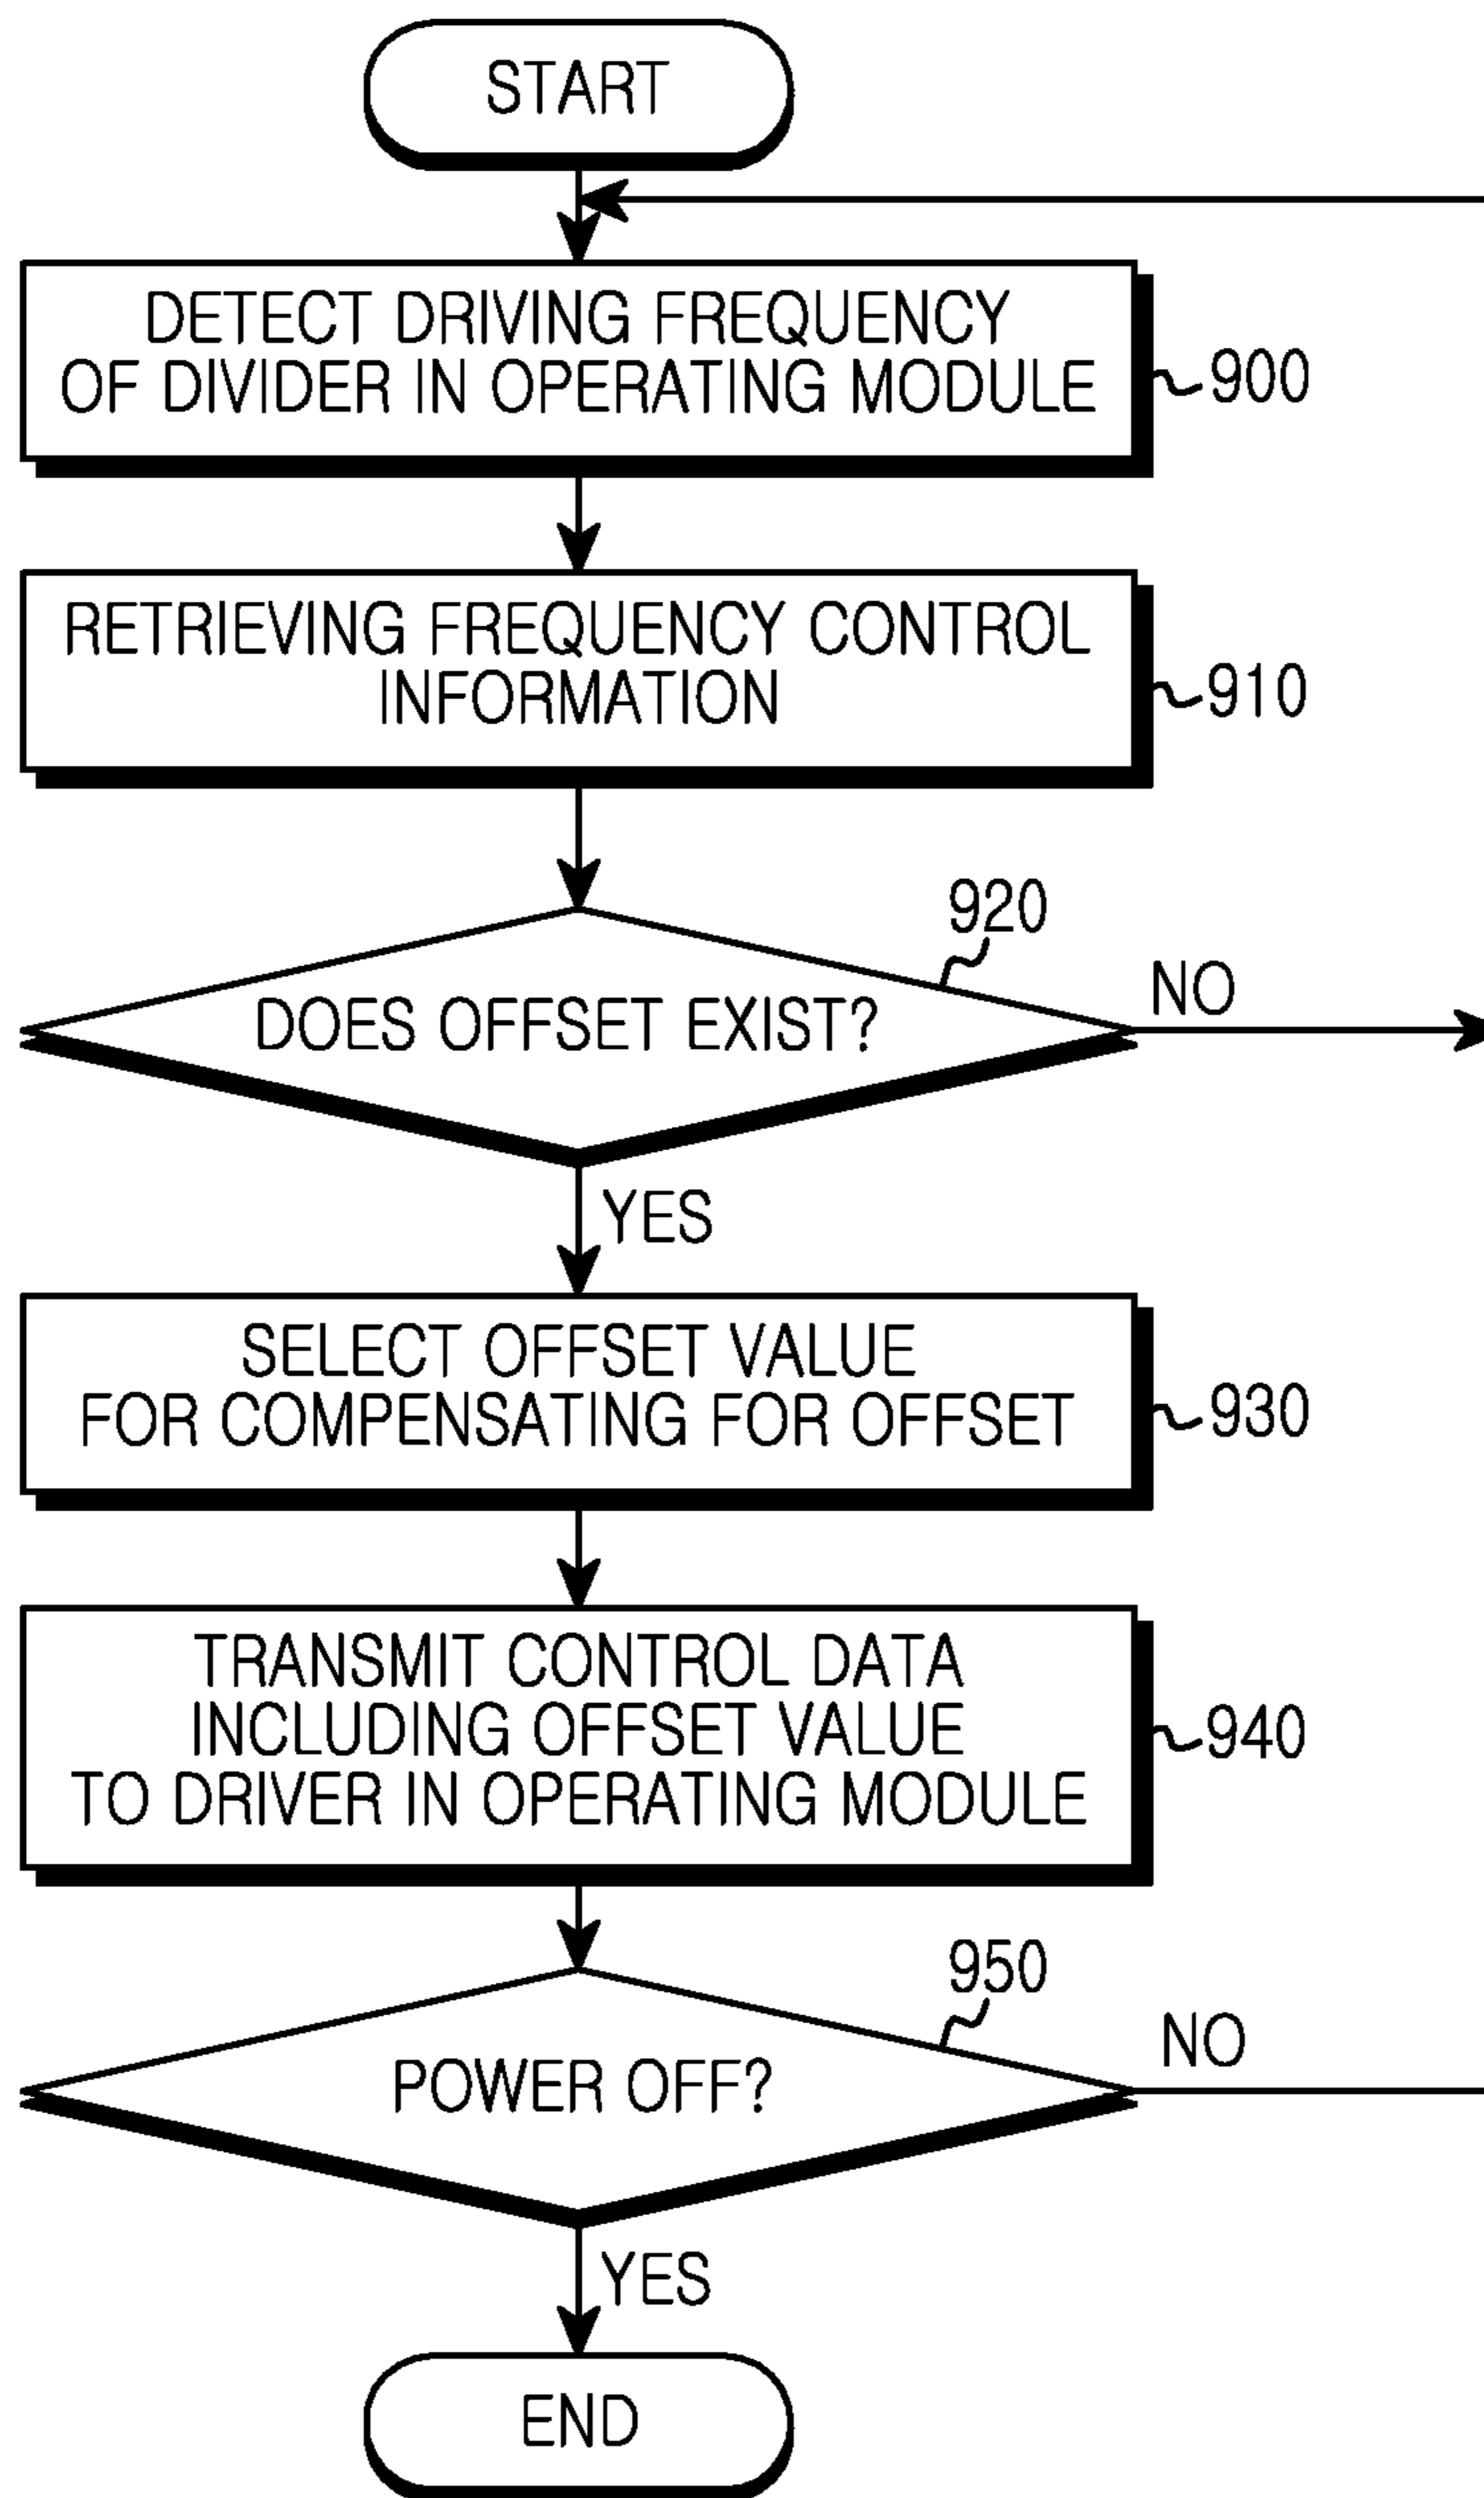 START
DETECT DRIVING FREQUENCY
OF DIVIDER IN OPERATING MODULE
900
RETRIEVING FREQUENCY CONTROL
INFORMATION
910
920
DOES OFFSET EXIST?
NO
YES
SELECT OFFSET VALUE
FOR COMPENSATING FOR OFFSET
930
TRANSMIT CONTROL DATA
INCLUDING OFFSET VALUE
TO DRIVER IN OPERATING MODULE
940
950
POWER OFF?
NO
YES
END